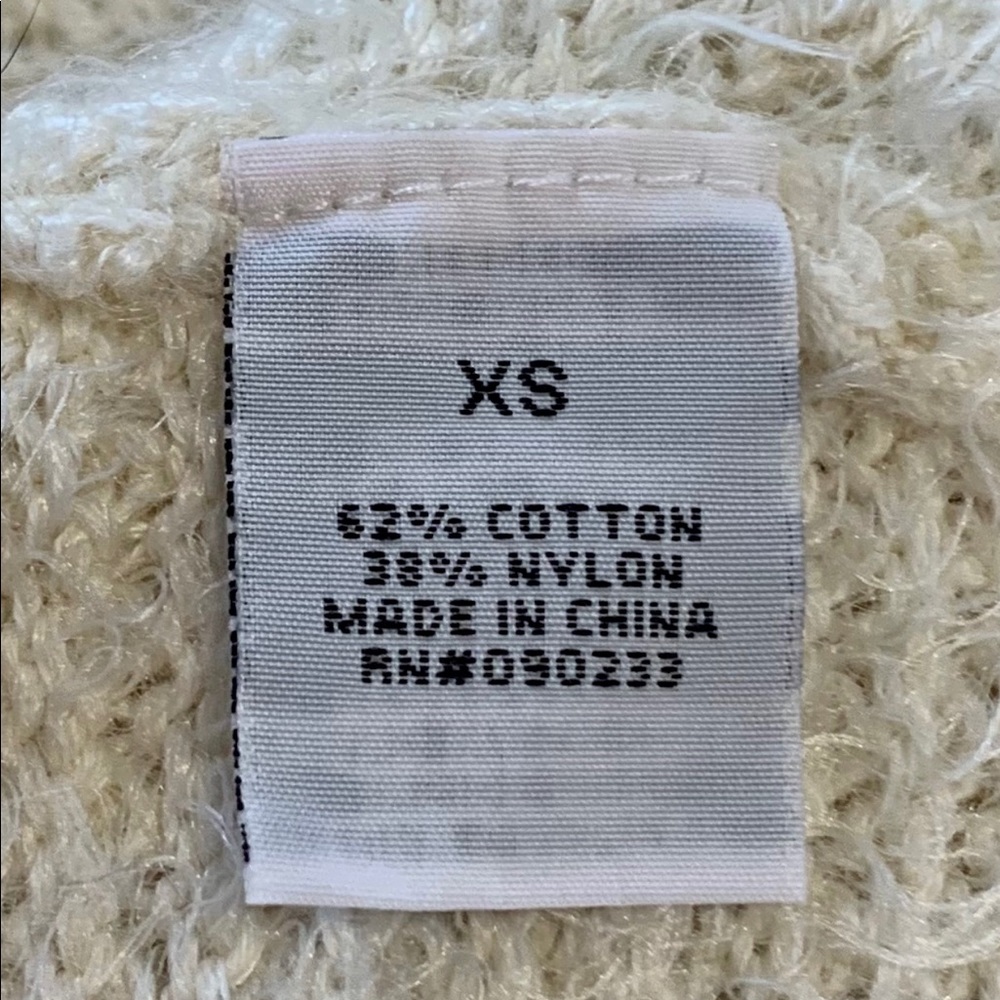 XS
62% COTTON
38% NYLON
MADE IN CHINA
RN#090233